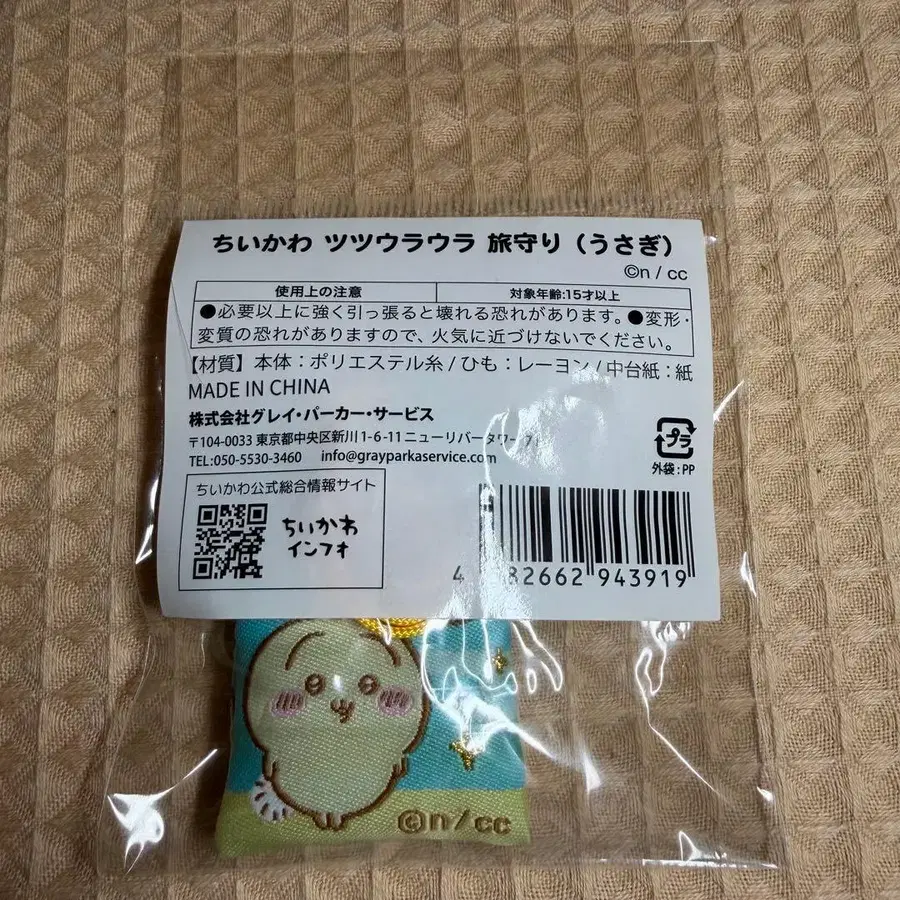 ちいかわ ツツウラウラ 旅守り（うさぎ）
©n / cc
使用上の注意
対象年齢:15才以上
●必要以上に強く引っ張ると壊れる恐れがあります。●変形・
変質の恐れがありますので、火気に近づけないでください。
【材質】本体：ポリエステル糸 / ひも：レーヨン / 中台紙：紙
MADE IN CHINA
株式会社グレイ・パーカー・サービス
〒104-0033 東京都中央区新川1-6-11 ニューリバータワー
TEL:050-5530-3460 info@grayparkaservice.com
プラ
外袋：PP
ちいかわ公式総合情報サイト
ちいかわ
インフォ
4 82662 943919
©n/cc